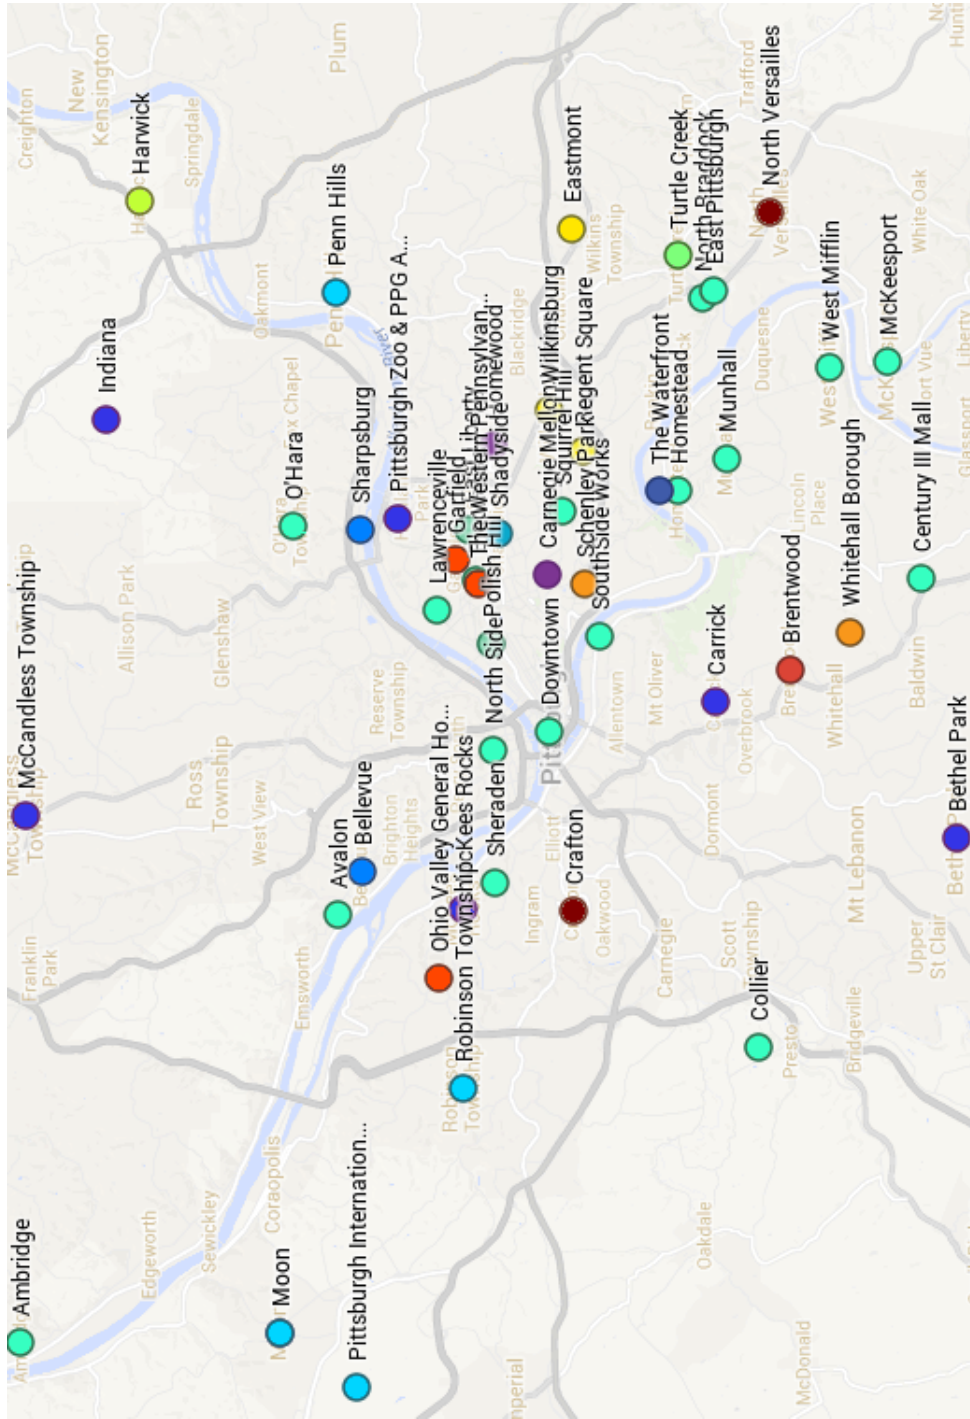 McCandless Township
Indiana
Harwick
Ambridge
Moon
Pittsburgh Internation...
O'Hara
Penn Hills
Avalon
Bellevue
Sharpsburg
Pittsburgh Zoo & PPG A...
Ohio Valley General Ho...
Robinson Township
cKees Rocks
Sheraden
North Side
Polish Hill
Lawrenceville
Garfield
The Western Pennsylvan...
Homewood
Shadyside
Downtown
Carnegie Mellon
Wilkinsburg
Squirrel Hill
Regent Square
Schenley Park
SouthSide Works
Crafton
Eastmont
The Waterfront
Homestead
Turtle Creek
North Braddock
East Pittsburgh
North Versailles
Munhall
West Mifflin
McKeesport
Carrick
Brentwood
Whitehall Borough
Century III Mall
Collier
Bethel Park
Creighton
New
Kensington
Plum
Springdale
Oakmont
Allison Park
Glenshaw
Ross
Township
West View
Reserve
Township
Brighton
Heights
Franklin
Park
Emsworth
Edgeworth
Sewickley
Coraopolis
Blackridge
Wilkins
Township
Trafford
White Oak
Duquesne
Lincoln
Place
Port Vue
Liberty
Glassport
Elliott
Ingram
Oakwood
Carnegie
Scott
Township
Dormont
Mt Lebanon
Upper
St Clair
Allentown
Mt Oliver
Overbrook
Whitehall
Baldwin
Presto
Bridgeville
Oakdale
McDonald
River